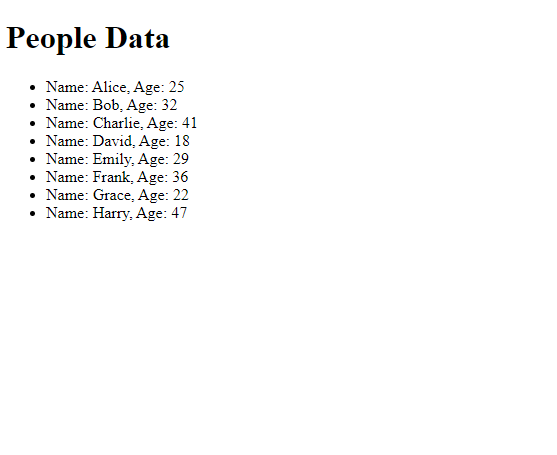 People Data
Name: Alice, Age: 25
Name: Bob, Age: 32
Name: Charlie, Age: 41
Name: David, Age: 18
Name: Emily, Age: 29
Name: Frank, Age: 36
Name: Grace, Age: 22
Name: Harry, Age: 47